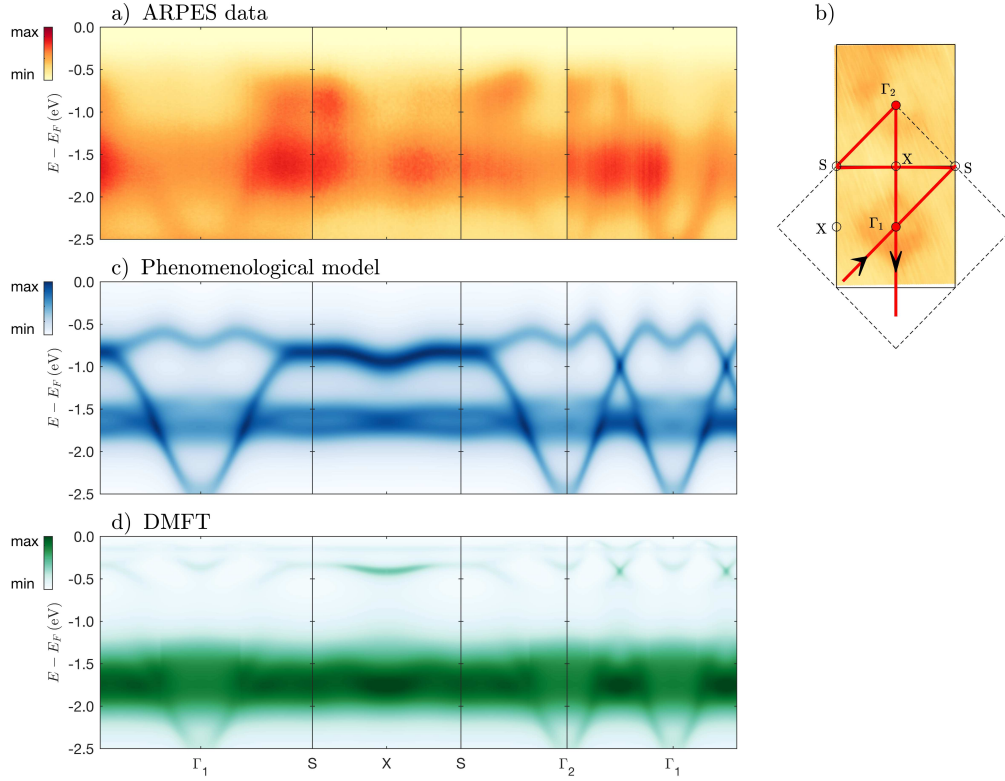 a) ARPES data
max
min
0.0
-0.5
-1.0
-1.5
-2.0
-2.5
E − E_F (eV)
b)
Γ₂
S
X
S
X
Γ₁
c) Phenomenological model
max
min
0.0
-0.5
-1.0
-1.5
-2.0
-2.5
E − E_F (eV)
d) DMFT
max
min
0.0
-0.5
-1.0
-1.5
-2.0
-2.5
E − E_F (eV)
Γ₁ S X S Γ₂ Γ₁